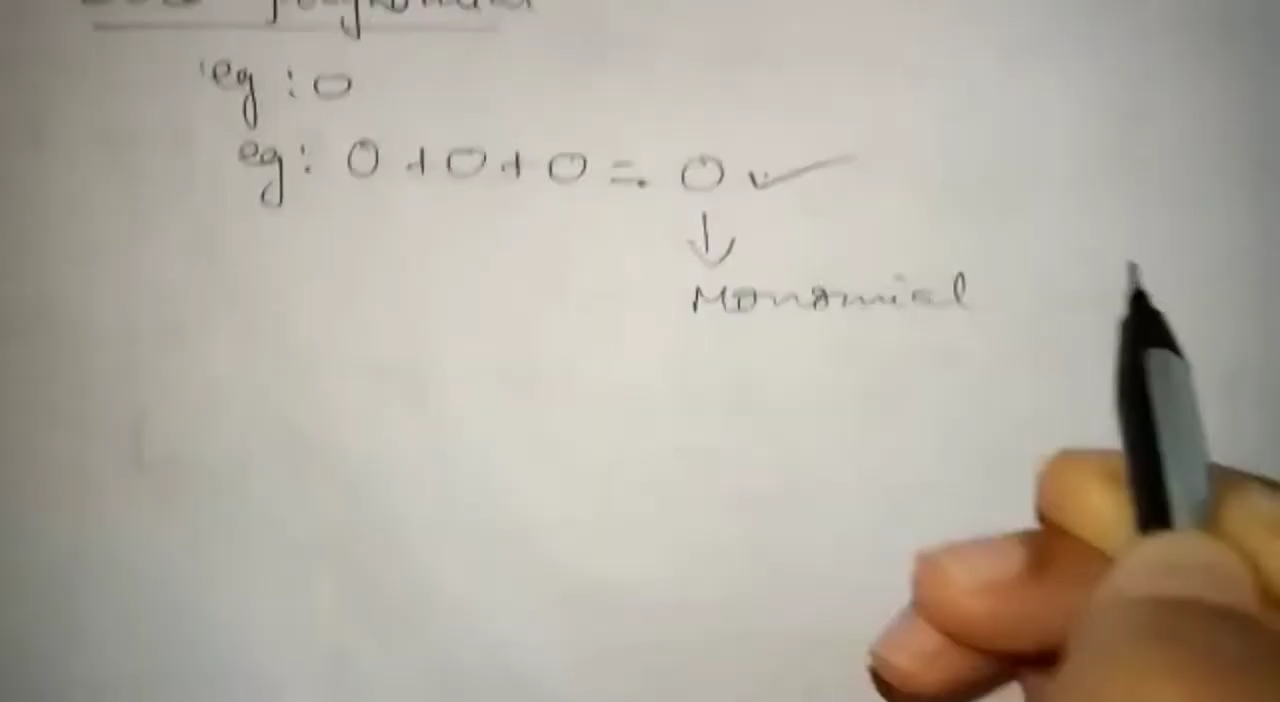 eg : 0
eg : 0 + 0 + 0 = 0 ✓
↓
Monomial